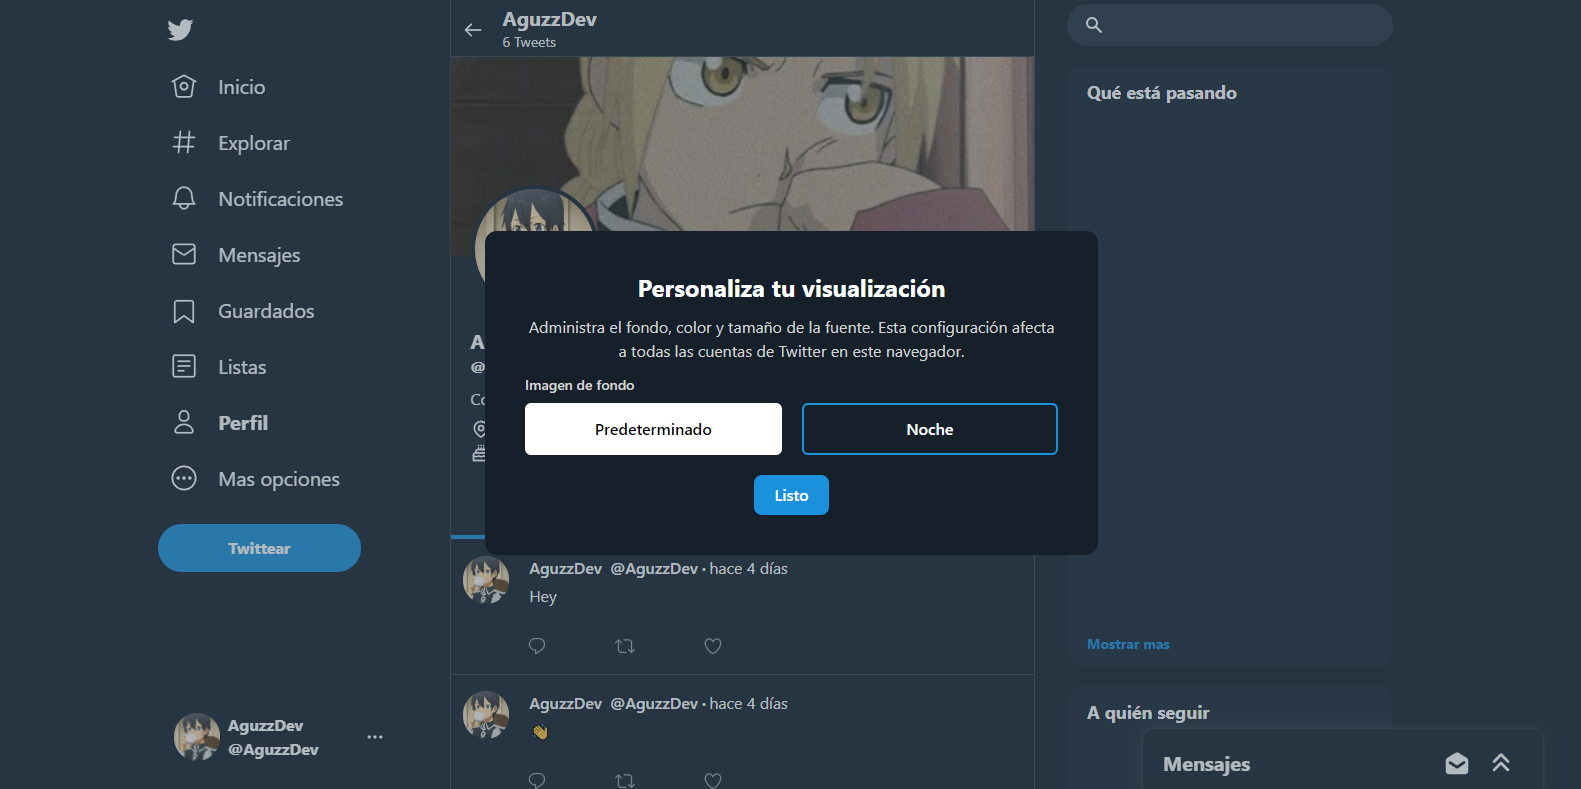 Inicio
Explorar
Notificaciones
Mensajes
Guardados
Listas
Perfil
Mas opciones
Twittear
AguzzDev
@AguzzDev
AguzzDev
6 Tweets
A
@
Personaliza tu visualización
Administra el fondo, color y tamaño de la fuente. Esta configuración afecta
a todas las cuentas de Twitter en este navegador.
Imagen de fondo
Predeterminado
Noche
Listo
AguzzDev @AguzzDev · hace 4 días
Hey
AguzzDev @AguzzDev · hace 4 días
👋
Qué está pasando
Mostrar mas
A quién seguir
Mensajes